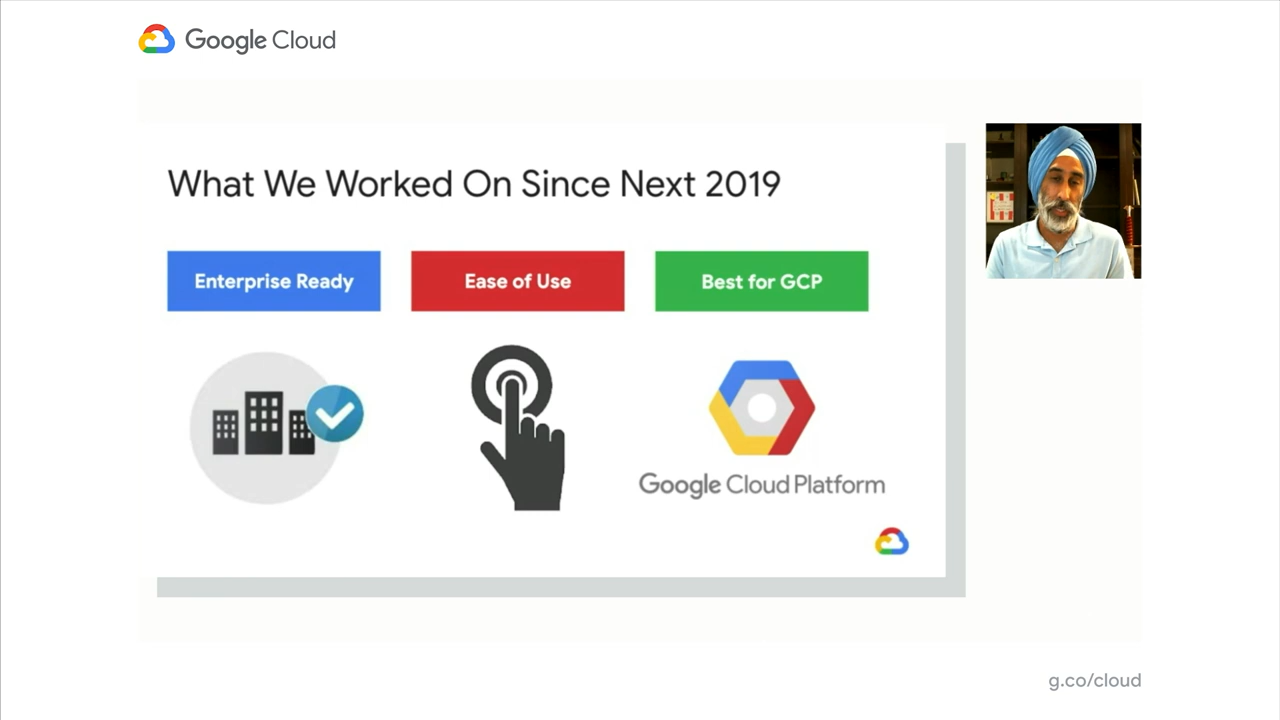 Google Cloud
What We Worked On Since Next 2019
Enterprise Ready
Ease of Use
Best for GCP
Google Cloud Platform
g.co/cloud